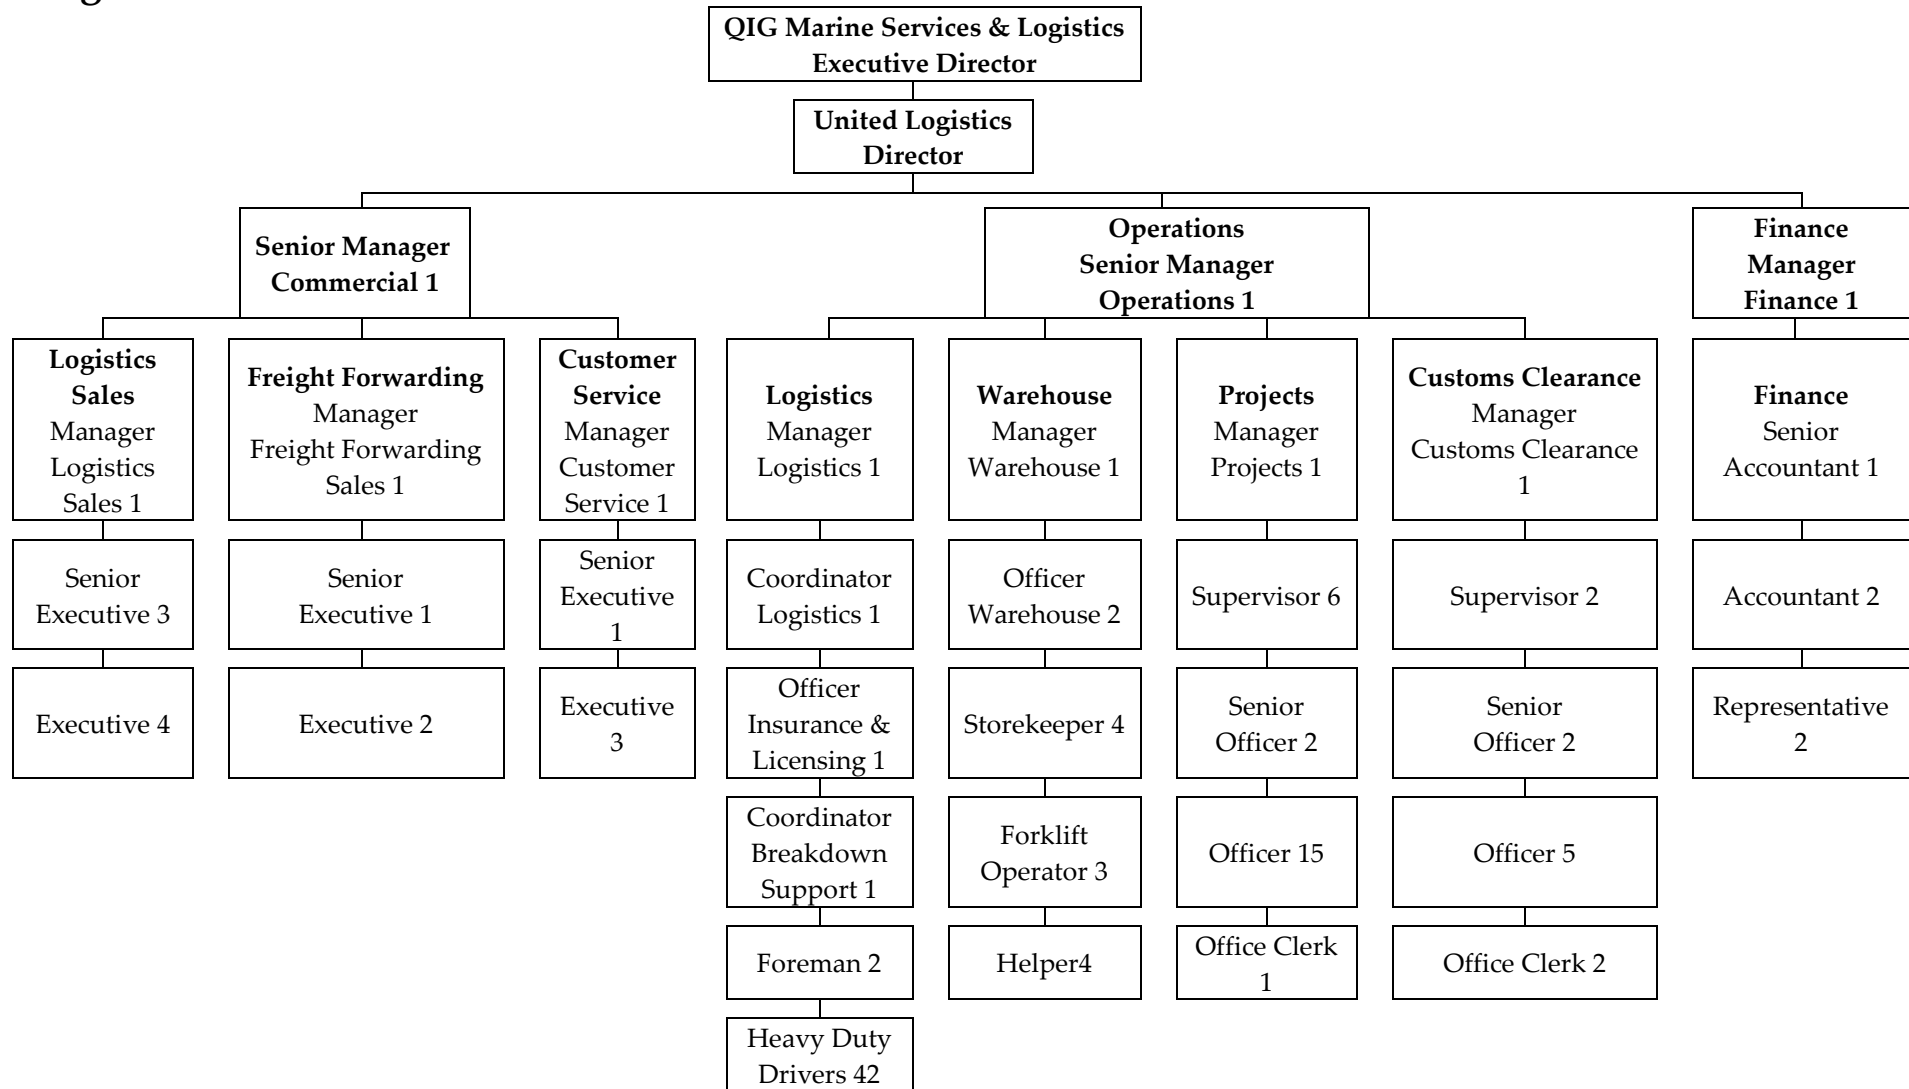 QIG Marine Services & Logistics
Executive Director
United Logistics
Director
Senior Manager
Commercial 1
Operations
Senior Manager
Operations 1
Finance
Manager
Finance 1
Logistics
Sales
Manager
Logistics
Sales 1
Freight Forwarding
Manager
Freight Forwarding
Sales 1
Customer
Service
Manager
Customer
Service 1
Logistics
Manager
Logistics 1
Warehouse
Manager
Warehouse 1
Projects
Manager
Projects 1
Customs Clearance
Manager
Customs Clearance
1
Finance
Senior
Accountant 1
Senior
Executive 3
Senior
Executive 1
Senior
Executive
1
Coordinator
Logistics 1
Officer
Warehouse 2
Supervisor 6
Supervisor 2
Accountant 2
Executive 4
Executive 2
Executive
3
Officer
Insurance &
Licensing 1
Storekeeper 4
Senior
Officer 2
Senior
Officer 2
Representative
2
Coordinator
Breakdown
Support 1
Forklift
Operator 3
Officer 15
Officer 5
Foreman 2
Helper4
Office Clerk
1
Office Clerk 2
Heavy Duty
Drivers 42